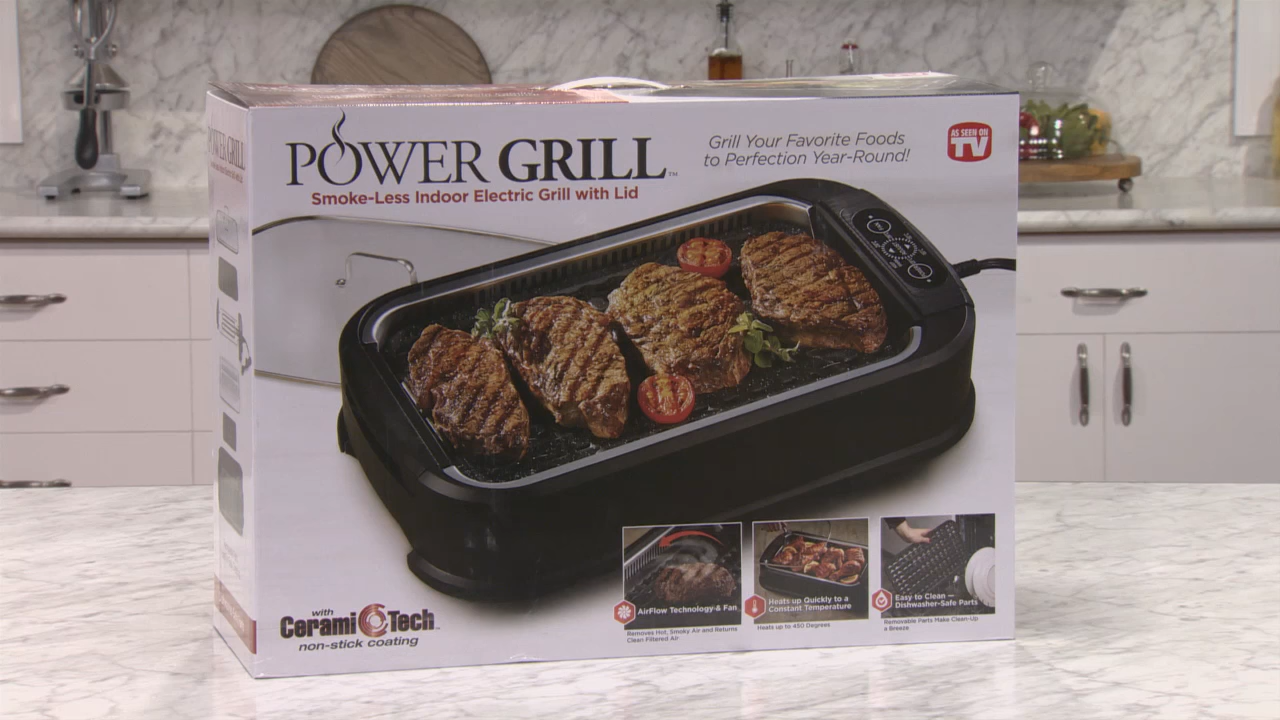 POWER GRILL™
Smoke-Less Indoor Electric Grill with Lid
Grill Your Favorite Foods
to Perfection Year-Round!
AS SEEN ON
TV
POWER GRILL
with
CeramiTech™
non-stick coating
AirFlow Technology & Fan
Removes Hot, Smoky Air and Returns
Clean Filtered Air
Heats up Quickly to a
Constant Temperature
Heats up to 450 Degrees
Easy to Clean —
Dishwasher-Safe Parts
Removable Parts Make Clean-Up
a Breeze